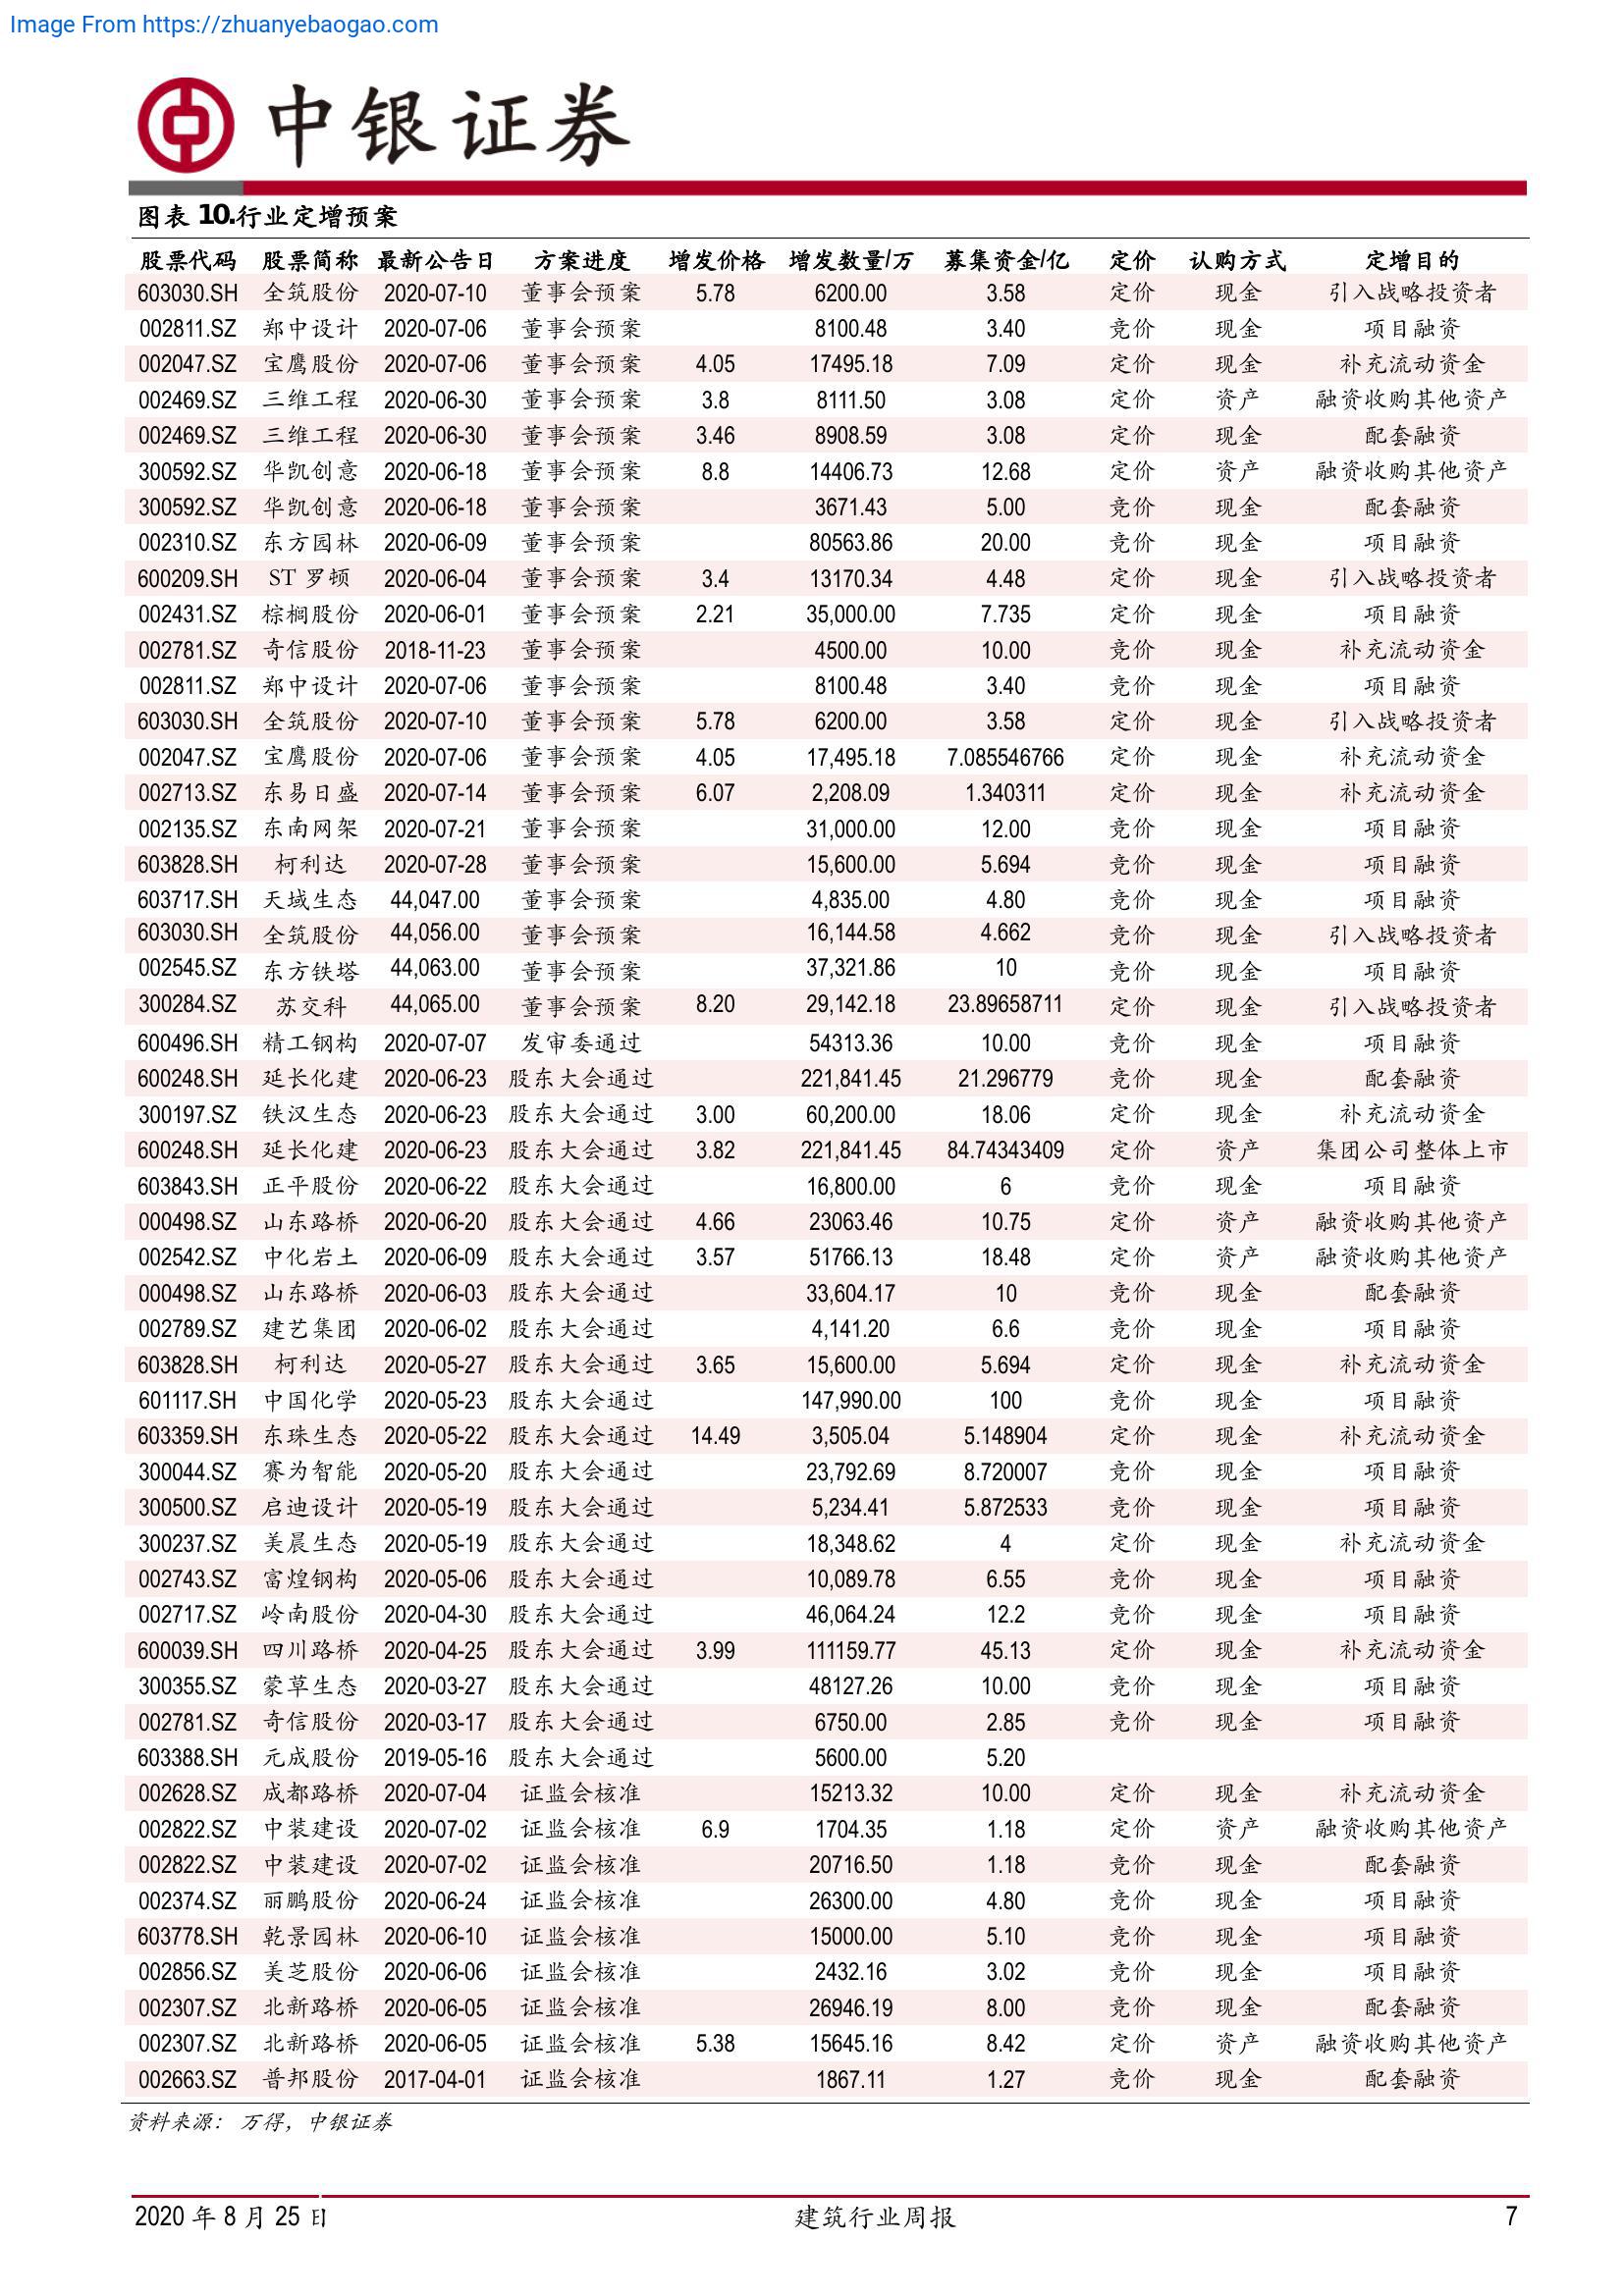 Image From https://zhuanyebaogao.com
中银证券
图表 10.行业定增预案
股票代码 股票简称 最新公告日 方案进度 增发价格 增发数量/万 募集资金/亿 定价 认购方式 定增目的
603030.SH 全筑股份 2020-07-10 董事会预案 5.78 6200.00 3.58 定价 现金 引入战略投资者
002811.SZ 郑中设计 2020-07-06 董事会预案 8100.48 3.40 竞价 现金 项目融资
002047.SZ 宝鹰股份 2020-07-06 董事会预案 4.05 17495.18 7.09 定价 现金 补充流动资金
002469.SZ 三维工程 2020-06-30 董事会预案 3.8 8111.50 3.08 定价 资产 融资收购其他资产
002469.SZ 三维工程 2020-06-30 董事会预案 3.46 8908.59 3.08 定价 现金 配套融资
300592.SZ 华凯创意 2020-06-18 董事会预案 8.8 14406.73 12.68 定价 资产 融资收购其他资产
300592.SZ 华凯创意 2020-06-18 董事会预案 3671.43 5.00 竞价 现金 配套融资
002310.SZ 东方园林 2020-06-09 董事会预案 80563.86 20.00 竞价 现金 项目融资
600209.SH ST 罗顿 2020-06-04 董事会预案 3.4 13170.34 4.48 定价 现金 引入战略投资者
002431.SZ 棕榈股份 2020-06-01 董事会预案 2.21 35,000.00 7.735 定价 现金 项目融资
002781.SZ 奇信股份 2018-11-23 董事会预案 4500.00 10.00 竞价 现金 补充流动资金
002811.SZ 郑中设计 2020-07-06 董事会预案 8100.48 3.40 竞价 现金 项目融资
603030.SH 全筑股份 2020-07-10 董事会预案 5.78 6200.00 3.58 定价 现金 引入战略投资者
002047.SZ 宝鹰股份 2020-07-06 董事会预案 4.05 17,495.18 7.085546766 定价 现金 补充流动资金
002713.SZ 东易日盛 2020-07-14 董事会预案 6.07 2,208.09 1.340311 定价 现金 补充流动资金
002135.SZ 东南网架 2020-07-21 董事会预案 31,000.00 12.00 竞价 现金 项目融资
603828.SH 柯利达 2020-07-28 董事会预案 15,600.00 5.694 竞价 现金 项目融资
603717.SH 天域生态 44,047.00 董事会预案 4,835.00 4.80 竞价 现金 项目融资
603030.SH 全筑股份 44,056.00 董事会预案 16,144.58 4.662 竞价 现金 引入战略投资者
002545.SZ 东方铁塔 44,063.00 董事会预案 37,321.86 10 竞价 现金 项目融资
300284.SZ 苏交科 44,065.00 董事会预案 8.20 29,142.18 23.89658711 定价 现金 引入战略投资者
600496.SH 精工钢构 2020-07-07 发审委通过 54313.36 10.00 竞价 现金 项目融资
600248.SH 延长化建 2020-06-23 股东大会通过 221,841.45 21.296779 竞价 现金 配套融资
300197.SZ 铁汉生态 2020-06-23 股东大会通过 3.00 60,200.00 18.06 定价 现金 补充流动资金
600248.SH 延长化建 2020-06-23 股东大会通过 3.82 221,841.45 84.74343409 定价 资产 集团公司整体上市
603843.SH 正平股份 2020-06-22 股东大会通过 16,800.00 6 竞价 现金 项目融资
000498.SZ 山东路桥 2020-06-20 股东大会通过 4.66 23063.46 10.75 定价 资产 融资收购其他资产
002542.SZ 中化岩土 2020-06-09 股东大会通过 3.57 51766.13 18.48 定价 资产 融资收购其他资产
000498.SZ 山东路桥 2020-06-03 股东大会通过 33,604.17 10 竞价 现金 配套融资
002789.SZ 建艺集团 2020-06-02 股东大会通过 4,141.20 6.6 竞价 现金 项目融资
603828.SH 柯利达 2020-05-27 股东大会通过 3.65 15,600.00 5.694 定价 现金 补充流动资金
601117.SH 中国化学 2020-05-23 股东大会通过 147,990.00 100 竞价 现金 项目融资
603359.SH 东珠生态 2020-05-22 股东大会通过 14.49 3,505.04 5.148904 定价 现金 补充流动资金
300044.SZ 赛为智能 2020-05-20 股东大会通过 23,792.69 8.720007 竞价 现金 项目融资
300500.SZ 启迪设计 2020-05-19 股东大会通过 5,234.41 5.872533 竞价 现金 项目融资
300237.SZ 美晨生态 2020-05-19 股东大会通过 18,348.62 4 定价 现金 补充流动资金
002743.SZ 富煌钢构 2020-05-06 股东大会通过 10,089.78 6.55 竞价 现金 项目融资
002717.SZ 岭南股份 2020-04-30 股东大会通过 46,064.24 12.2 竞价 现金 项目融资
600039.SH 四川路桥 2020-04-25 股东大会通过 3.99 111159.77 45.13 定价 现金 补充流动资金
300355.SZ 蒙草生态 2020-03-27 股东大会通过 48127.26 10.00 竞价 现金 项目融资
002781.SZ 奇信股份 2020-03-17 股东大会通过 6750.00 2.85 竞价 现金 项目融资
603388.SH 元成股份 2019-05-16 股东大会通过 5600.00 5.20
002628.SZ 成都路桥 2020-07-04 证监会核准 15213.32 10.00 定价 现金 补充流动资金
002822.SZ 中装建设 2020-07-02 证监会核准 6.9 1704.35 1.18 定价 资产 融资收购其他资产
002822.SZ 中装建设 2020-07-02 证监会核准 20716.50 1.18 竞价 现金 配套融资
002374.SZ 丽鹏股份 2020-06-24 证监会核准 26300.00 4.80 竞价 现金 项目融资
603778.SH 乾景园林 2020-06-10 证监会核准 15000.00 5.10 竞价 现金 项目融资
002856.SZ 美芝股份 2020-06-06 证监会核准 2432.16 3.02 竞价 现金 项目融资
002307.SZ 北新路桥 2020-06-05 证监会核准 26946.19 8.00 竞价 现金 配套融资
002307.SZ 北新路桥 2020-06-05 证监会核准 5.38 15645.16 8.42 定价 资产 融资收购其他资产
002663.SZ 普邦股份 2017-04-01 证监会核准 1867.11 1.27 竞价 现金 配套融资
资料来源：万得，中银证券
2020 年 8 月 25 日 建筑行业周报 7